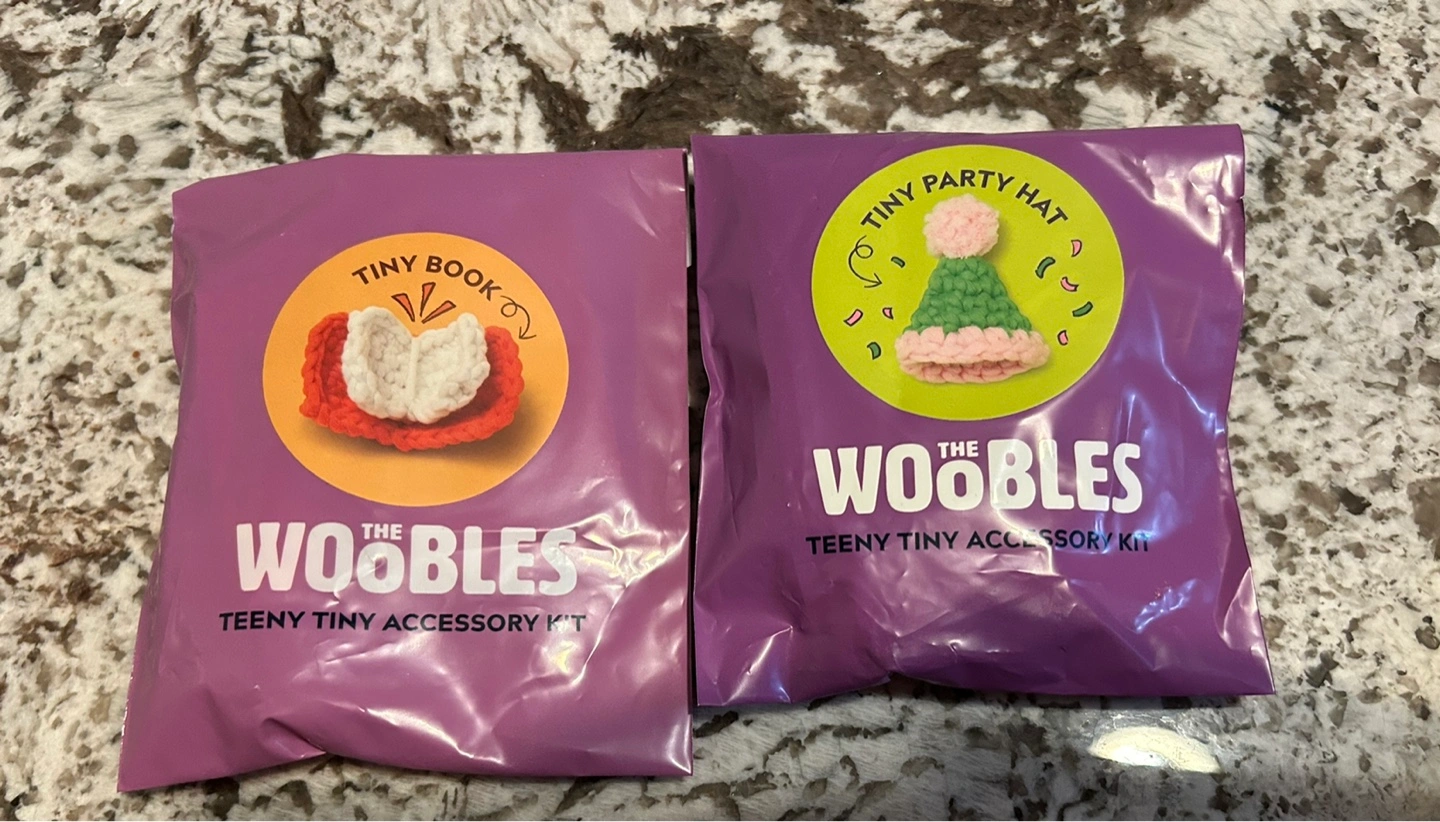 TINY BOOK
THE
WOOBLES
TEENY TINY ACCESSORY KIT
TINY PARTY HAT
THE
WOOBLES
TEENY TINY ACCESSORY KIT